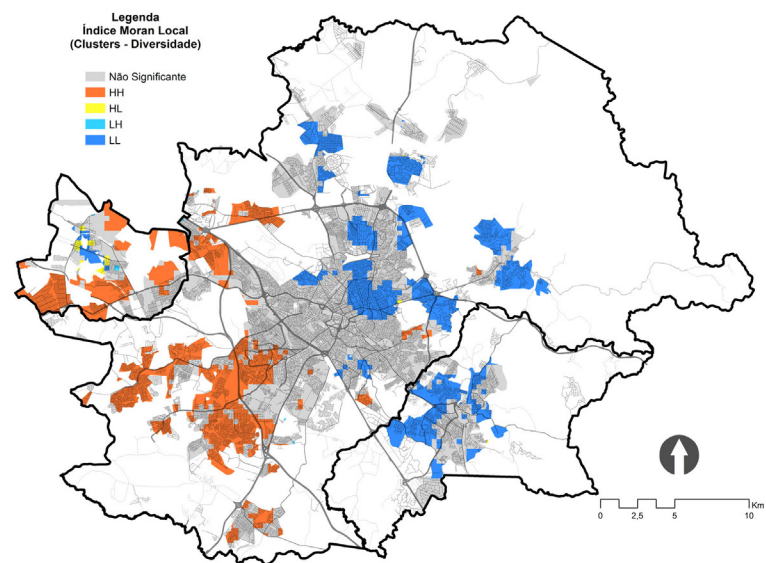 Legenda
Índice Moran Local
(Clusters - Diversidade)
Não Significante
HH
HL
LH
LL
Km
0 2,5 5 10